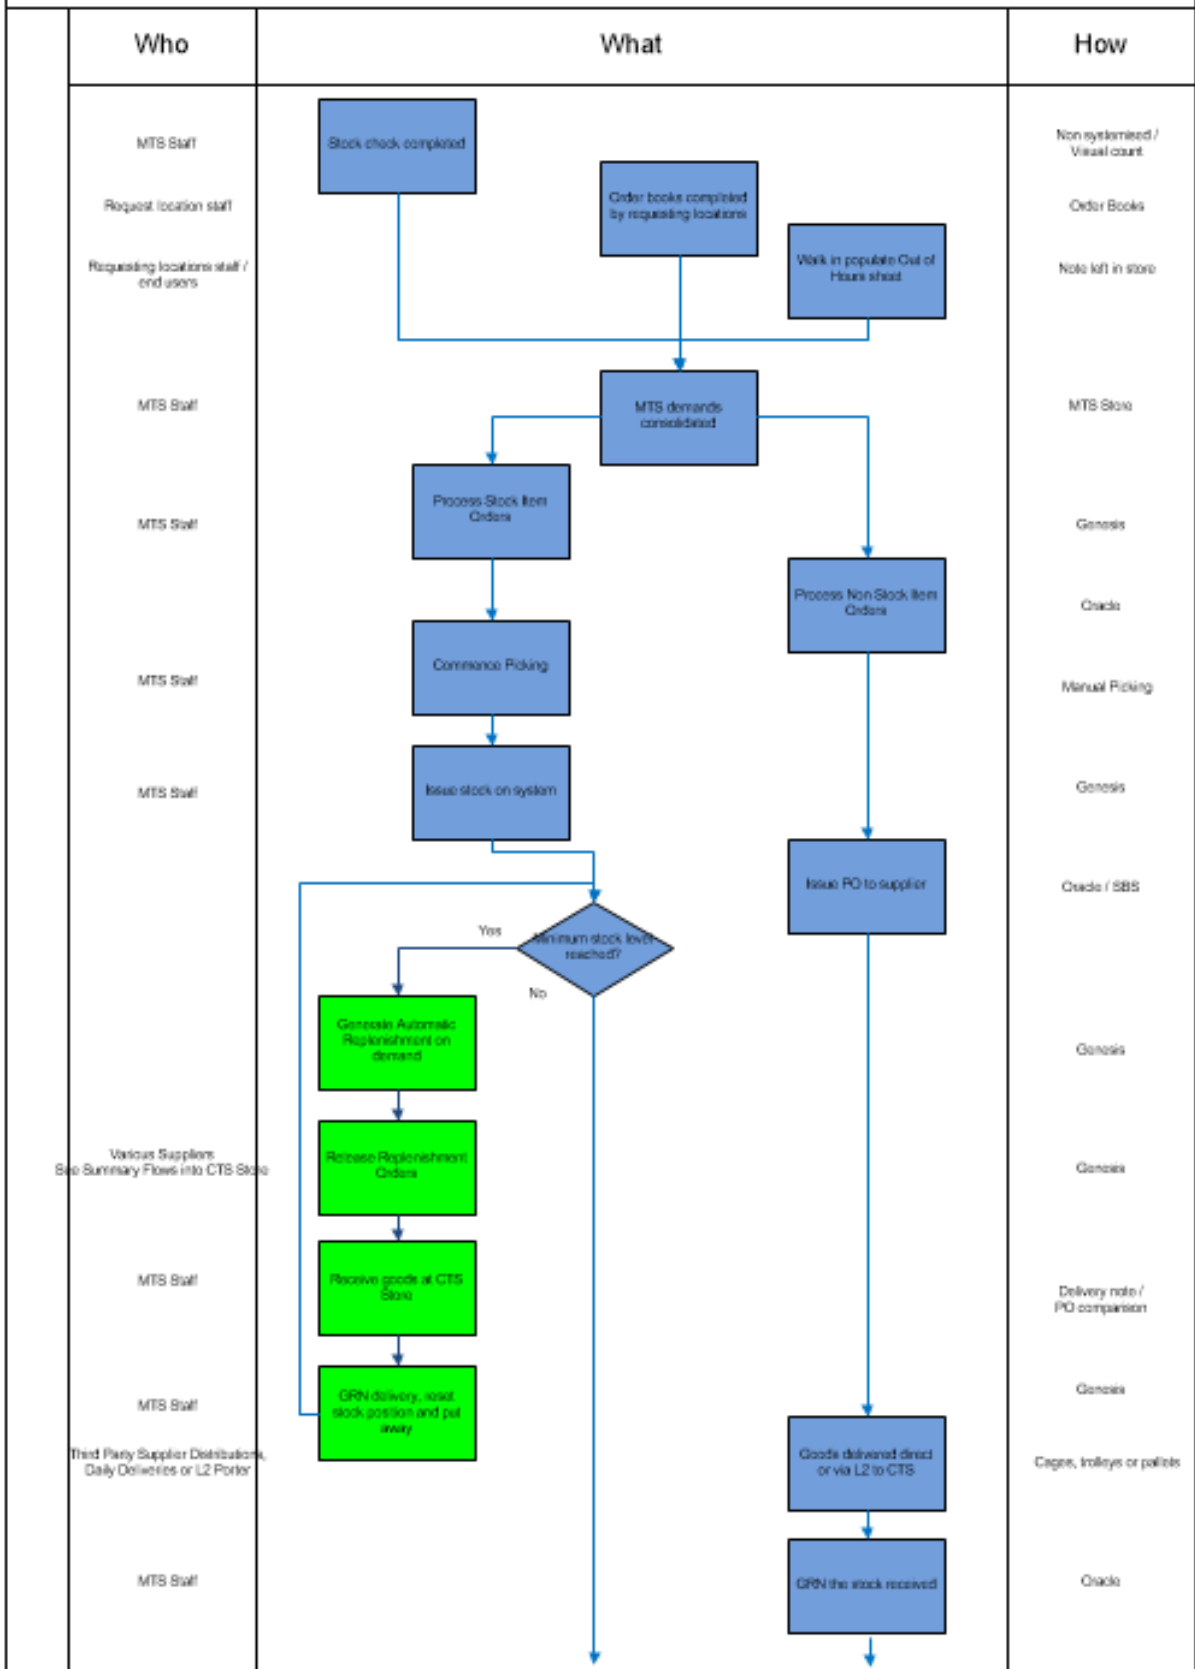 Who
What
How
MTS Staff
Stock check completed
Non systemised /
Visual count
Request location staff
Order books completed
by requesting locations
Order Books
Requesting locations staff /
end users
Walk in populate Out of
Hours sheet
Note left in store
MTS Staff
MTS demands
consolidated
MTS Store
MTS Staff
Process Stock Item
Orders
Genesis
Process Non Stock Item
Orders
Oracle
MTS Staff
Commence Picking
Manual Picking
MTS Staff
Issue stock on system
Genesis
Issue PO to supplier
Oracle / SBS
Yes
Minimum stock level
reached?
No
Generate Automatic
Replenishment on
demand
Genesis
Various Suppliers
See Summary Flows into CTS Store
Release Replenishment
Orders
Genesis
MTS Staff
Receive goods at CTS
Store
Delivery note /
PO comparison
MTS Staff
GRN delivery, reset
stock position and put
away
Genesis
Third Party Supplier Distributions,
Daily Deliveries or L2 Porter
Goods delivered direct
or via L2 to CTS
Cages, trolleys or pallets
MTS Staff
GRN the stock received
Oracle